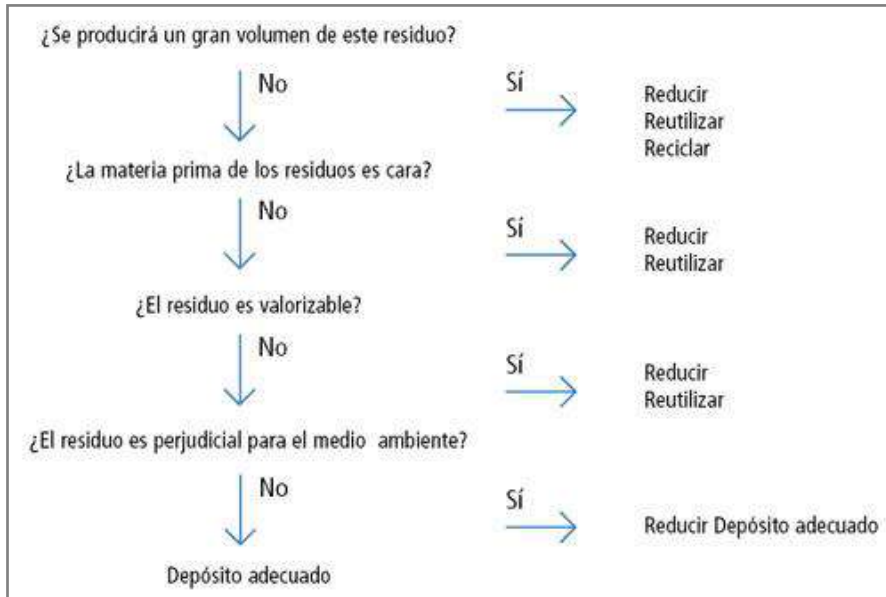 ¿Se producirá un gran volumen de este residuo?
No
Sí
Reducir
Reutilizar
Reciclar
¿La materia prima de los residuos es cara?
No
Sí
Reducir
Reutilizar
¿El residuo es valorizable?
No
Sí
Reducir
Reutilizar
¿El residuo es perjudicial para el medio ambiente?
No
Sí
Reducir Depósito adecuado
Depósito adecuado